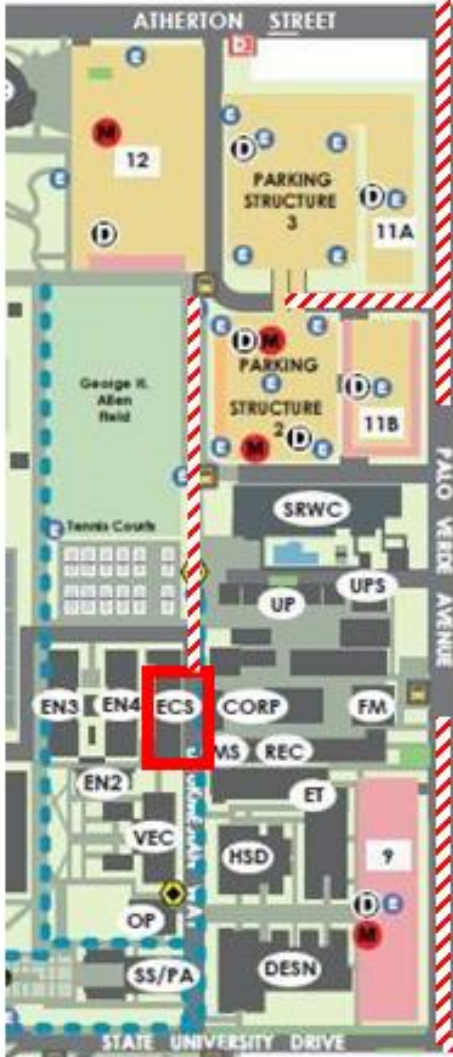 ATHERTON STREET
E
M
12
E
D
E
E
D
E
PARKING
STRUCTURE
3
D
E
11A
E
E
E
D
M
E
PARKING
E
STRUCTURE
2
D
E
11B
E
M
D
E
George H.
Allen
Field
E
PALO VERDE AVENUE
SRWC
E
Tennis Courts
UPS
UP
EN3
EN4
ECS
CORP
FM
MS
REC
EN2
ET
VEC
HSD
9
D
E
M
OP
SS/PA
DESN
E
STATE UNIVERSITY DRIVE